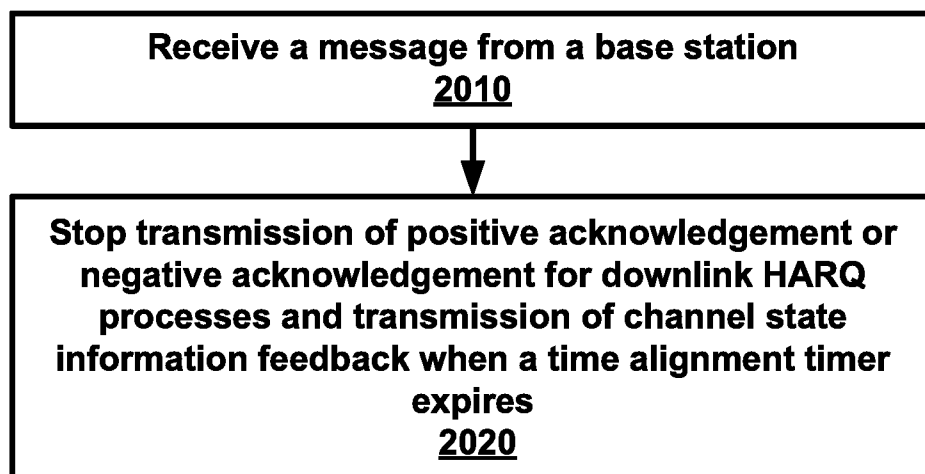 Receive a message from a base station
2010
Stop transmission of positive acknowledgement or
negative acknowledgement for downlink HARQ
processes and transmission of channel state
information feedback when a time alignment timer
expires
2020